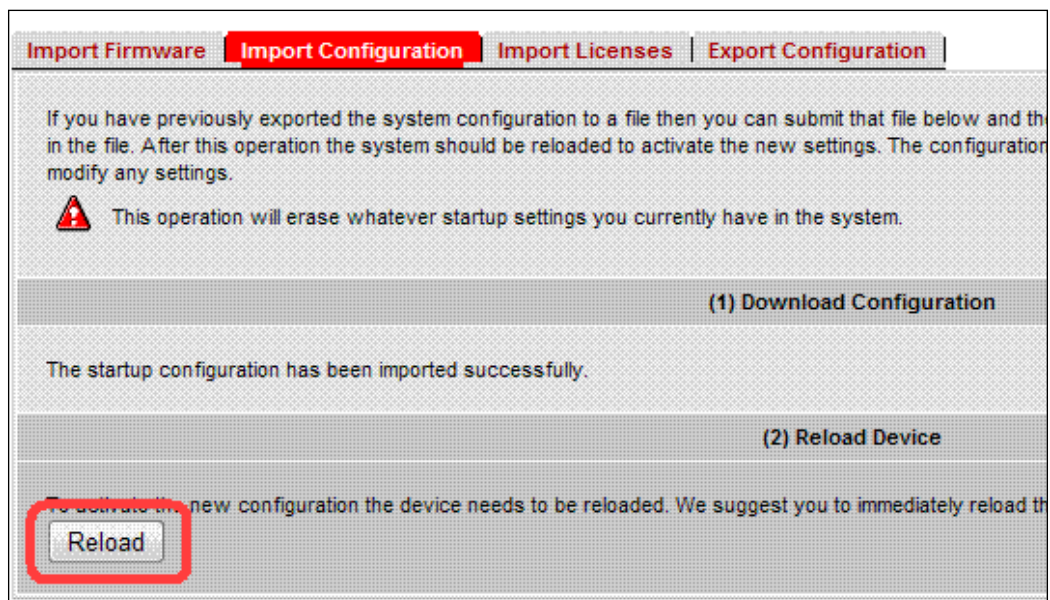 Import Firmware | Import Configuration | Import Licenses | Export Configuration |
If you have previously exported the system configuration to a file then you can submit that file below and the
in the file. After this operation the system should be reloaded to activate the new settings. The configuration
modify any settings.
This operation will erase whatever startup settings you currently have in the system.
(1) Download Configuration
The startup configuration has been imported successfully.
(2) Reload Device
To activate the new configuration the device needs to be reloaded. We suggest you to immediately reload th
Reload